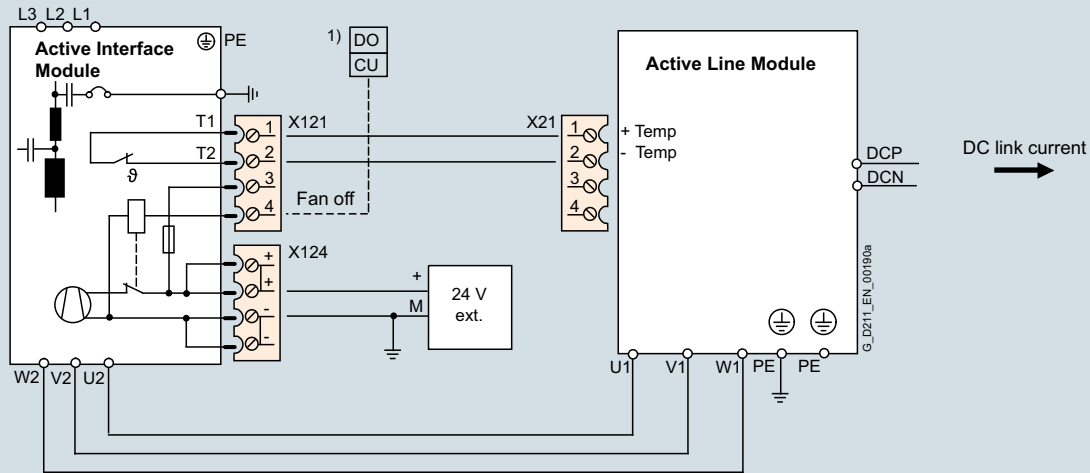 L3 L2 L1
Active Interface
Module
PE
1) DO
CU
Active Line Module
T1
T2
ϑ
X121
1
2
3
4
Fan off
X21
1
2
3
4
+ Temp
- Temp
DCP
DCN
DC link current
X124
+
+
-
-
+
M
24 V
ext.
G_D211_EN_00190a
W2 V2 U2
U1 V1 W1 PE PE